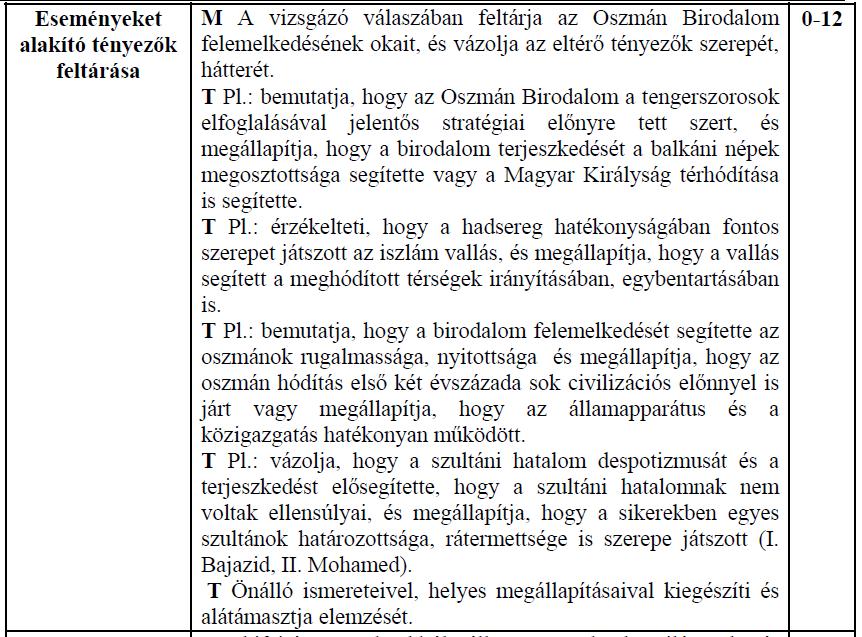 Eseményeket
alakító tényezők
feltárása
M A vizsgázó válaszában feltárja az Oszmán Birodalom
felemelkedésének okait, és vázolja az eltérő tényezők szerepét,
hátterét.
T Pl.: bemutatja, hogy az Oszmán Birodalom a tengerszorosok
elfoglalásával jelentős stratégiai előnyre tett szert, és
megállapítja, hogy a birodalom terjeszkedését a balkáni népek
megosztottsága segítette vagy a Magyar Királyság térhódítása
is segítette.
T Pl.: érzékelteti, hogy a hadsereg hatékonyságában fontos
szerepet játszott az iszlám vallás, és megállapítja, hogy a vallás
segített a meghódított térségek irányításában, egybentartásában
is.
T Pl.: bemutatja, hogy a birodalom felemelkedését segítette az
oszmánok rugalmassága, nyitottsága és megállapítja, hogy az
oszmán hódítás első két évszázada sok civilizációs előnnyel is
járt vagy megállapítja, hogy az államapparátus és a
közigazgatás hatékonyan működött.
T Pl.: vázolja, hogy a szultáni hatalom despotizmusát és a
terjeszkedést elősegítette, hogy a szultáni hatalomnak nem
voltak ellensúlyai, és megállapítja, hogy a sikerekben egyes
szultánok határozottsága, rátermettsége is szerepe játszott (I.
Bajazid, II. Mohamed).
T Önálló ismereteivel, helyes megállapításaival kiegészíti és
alátámasztja elemzését.
0-12